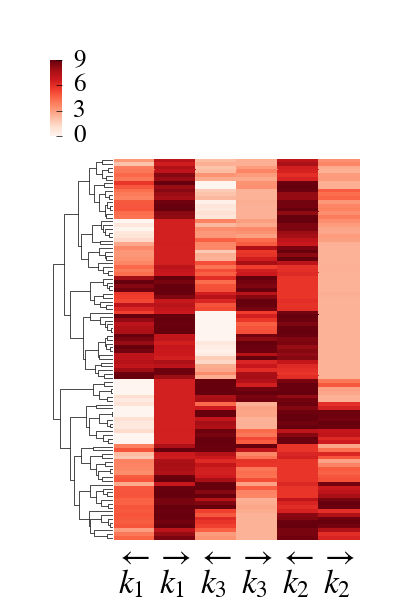 9
6
3
0
← → ← → ← →
k₁ k₁ k₃ k₃ k₂ k₂